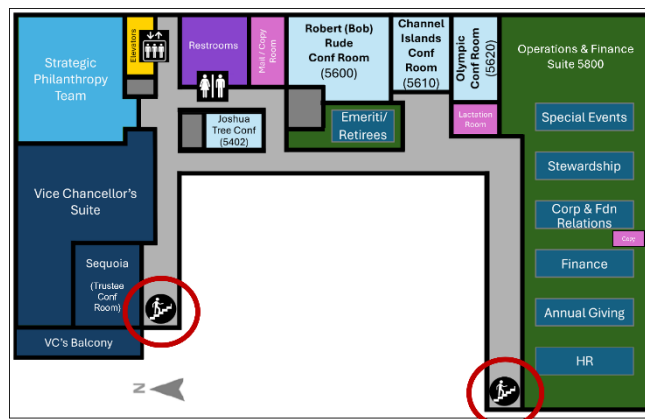 Strategic
Philanthropy
Team
Elevators
Restrooms
Mail / Copy
Room
Robert (Bob)
Rude
Conf Room
(5600)
Channel
Islands
Conf
Room
(5610)
Olympic
Conf Room
(5620)
Operations & Finance
Suite 5800
Joshua
Tree Conf
(5402)
Emeriti/
Retirees
Lactation
Room
Special Events
Stewardship
Corp & Fdn
Relations
Copy
Finance
Annual Giving
HR
Vice Chancellor's
Suite
Sequoia
(Trustee
Conf
Room)
VC's Balcony
N